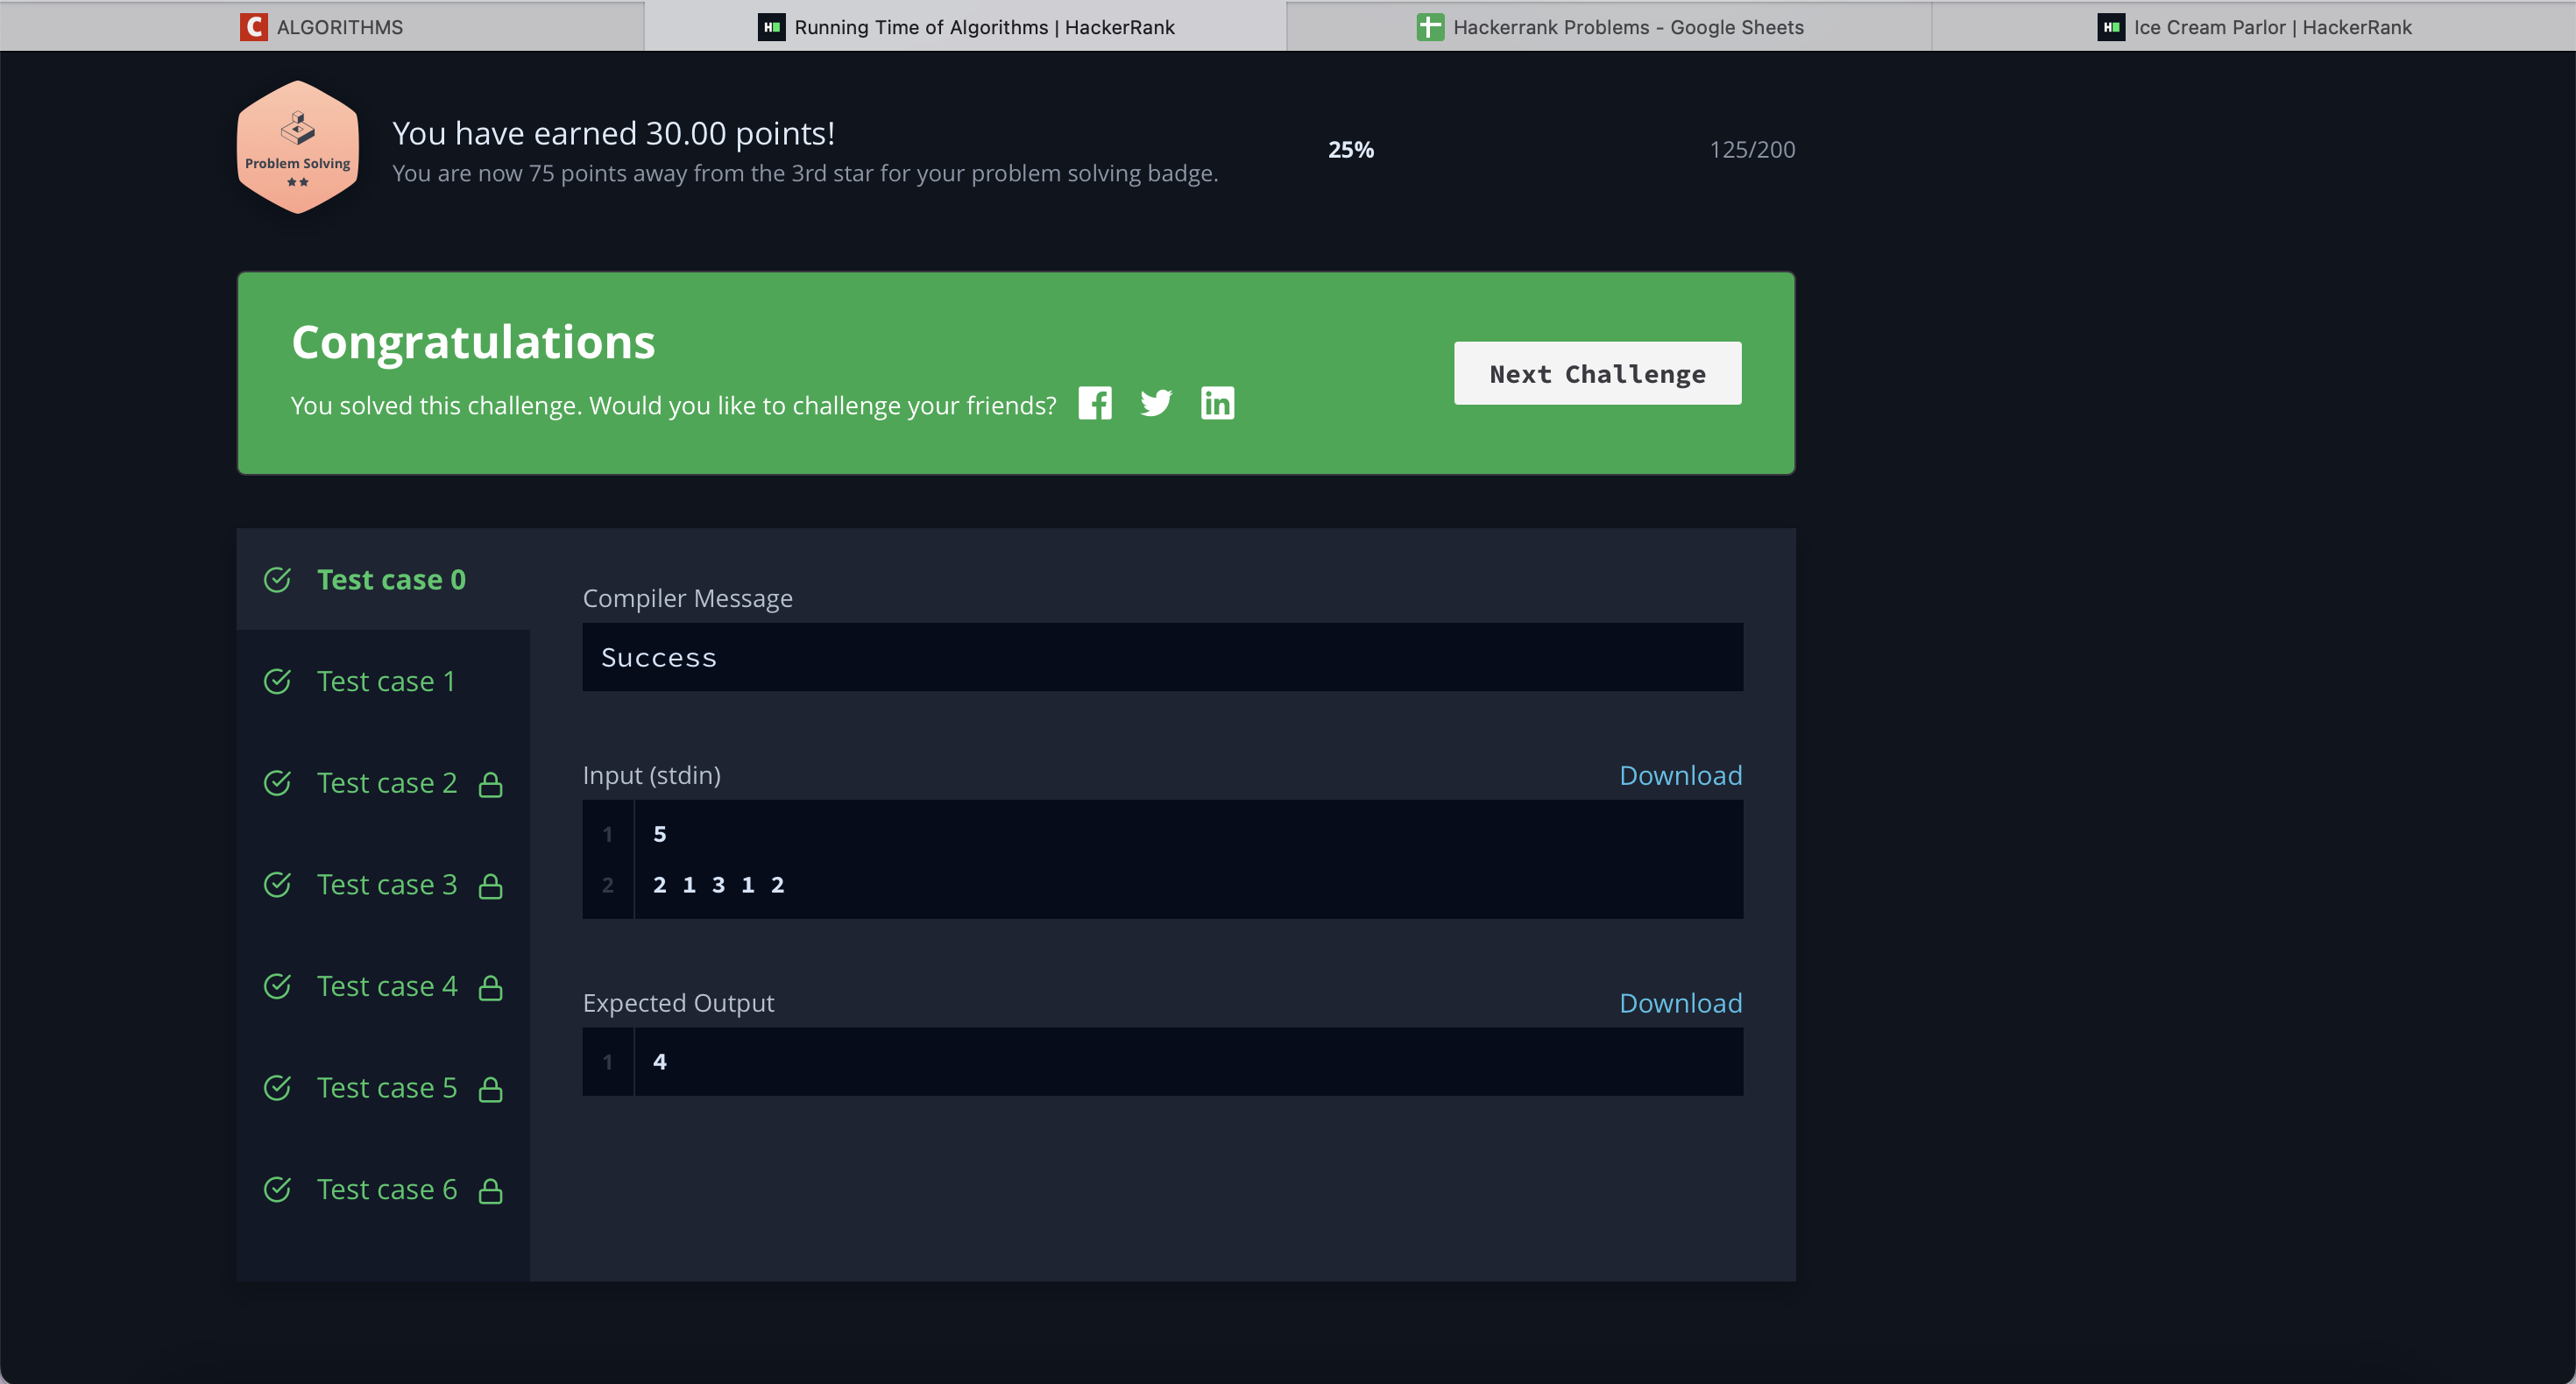 ALGORITHMS
Running Time of Algorithms | HackerRank
Hackerrank Problems - Google Sheets
Ice Cream Parlor | HackerRank
Problem Solving
You have earned 30.00 points!
You are now 75 points away from the 3rd star for your problem solving badge.
25%
125/200
Congratulations
You solved this challenge. Would you like to challenge your friends?
Next Challenge
Test case 0
Test case 1
Test case 2
Test case 3
Test case 4
Test case 5
Test case 6
Compiler Message
Success
Input (stdin)
Download
1 5
2 2 1 3 1 2
Expected Output
Download
1 4